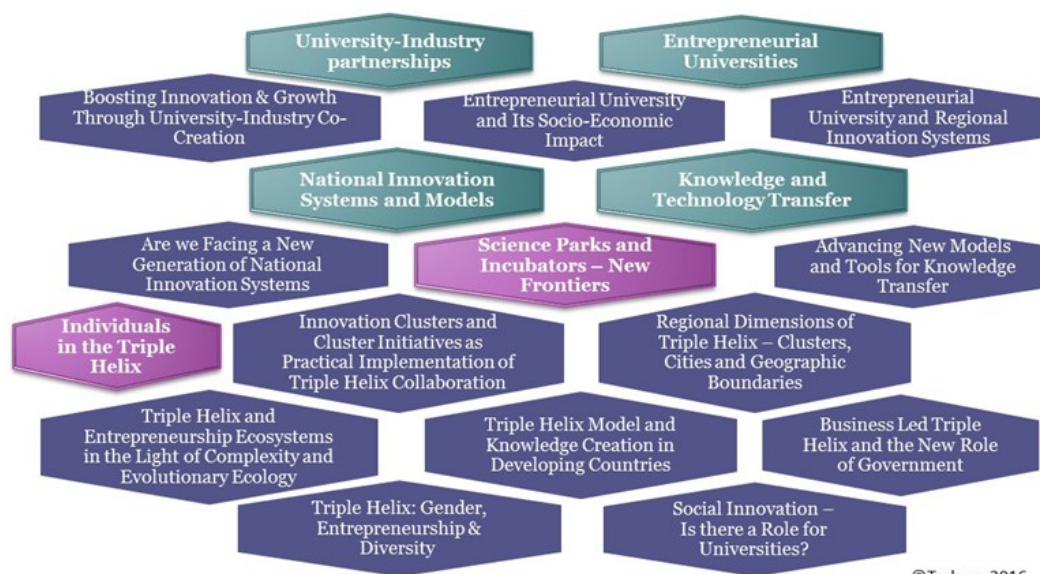 University-Industry
partnerships
Entrepreneurial
Universities
Boosting Innovation & Growth
Through University-Industry Co-
Creation
Entrepreneurial University
and Its Socio-Economic
Impact
Entrepreneurial
University and Regional
Innovation Systems
National Innovation
Systems and Models
Knowledge and
Technology Transfer
Are we Facing a New
Generation of National
Innovation Systems
Science Parks and
Incubators – New
Frontiers
Advancing New Models
and Tools for Knowledge
Transfer
Individuals
in the Triple
Helix
Innovation Clusters and
Cluster Initiatives as
Practical Implementation of
Triple Helix Collaboration
Regional Dimensions of
Triple Helix – Clusters,
Cities and Geographic
Boundaries
Triple Helix and
Entrepreneurship Ecosystems
in the Light of Complexity and
Evolutionary Ecology
Triple Helix Model and
Knowledge Creation in
Developing Countries
Business Led Triple
Helix and the New Role
of Government
Triple Helix: Gender,
Entrepreneurship &
Diversity
Social Innovation –
Is there a Role for
Universities?
2016